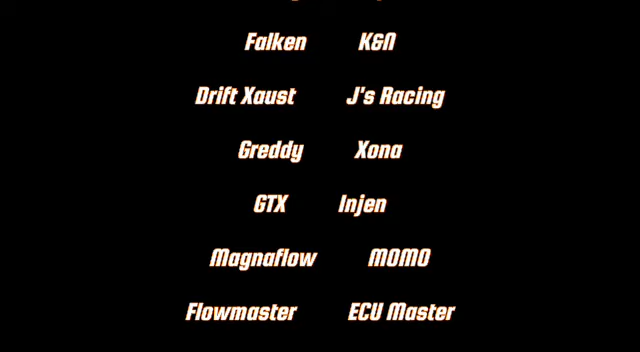 Falken K&N
Drift Xaust J's Racing
Greddy Xona
GTX Injen
Magnaflow MOMO
Flowmaster ECU Master